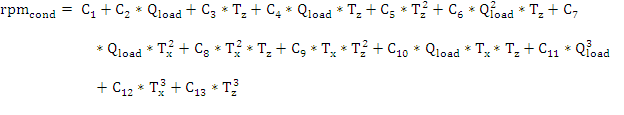 rpm_cond = C_1 + C_2 * Q_load + C_3 * T_z + C_4 * Q_load * T_z + C_5 * T_z^2 + C_6 * Q_load^2 * T_z + C_7
* Q_load * T_x^2 + C_8 * T_x^2 * T_z + C_9 * T_x * T_z^2 + C_10 * Q_load * T_x * T_z + C_11 * Q_load^3
+ C_12 * T_x^3 + C_13 * T_z^3